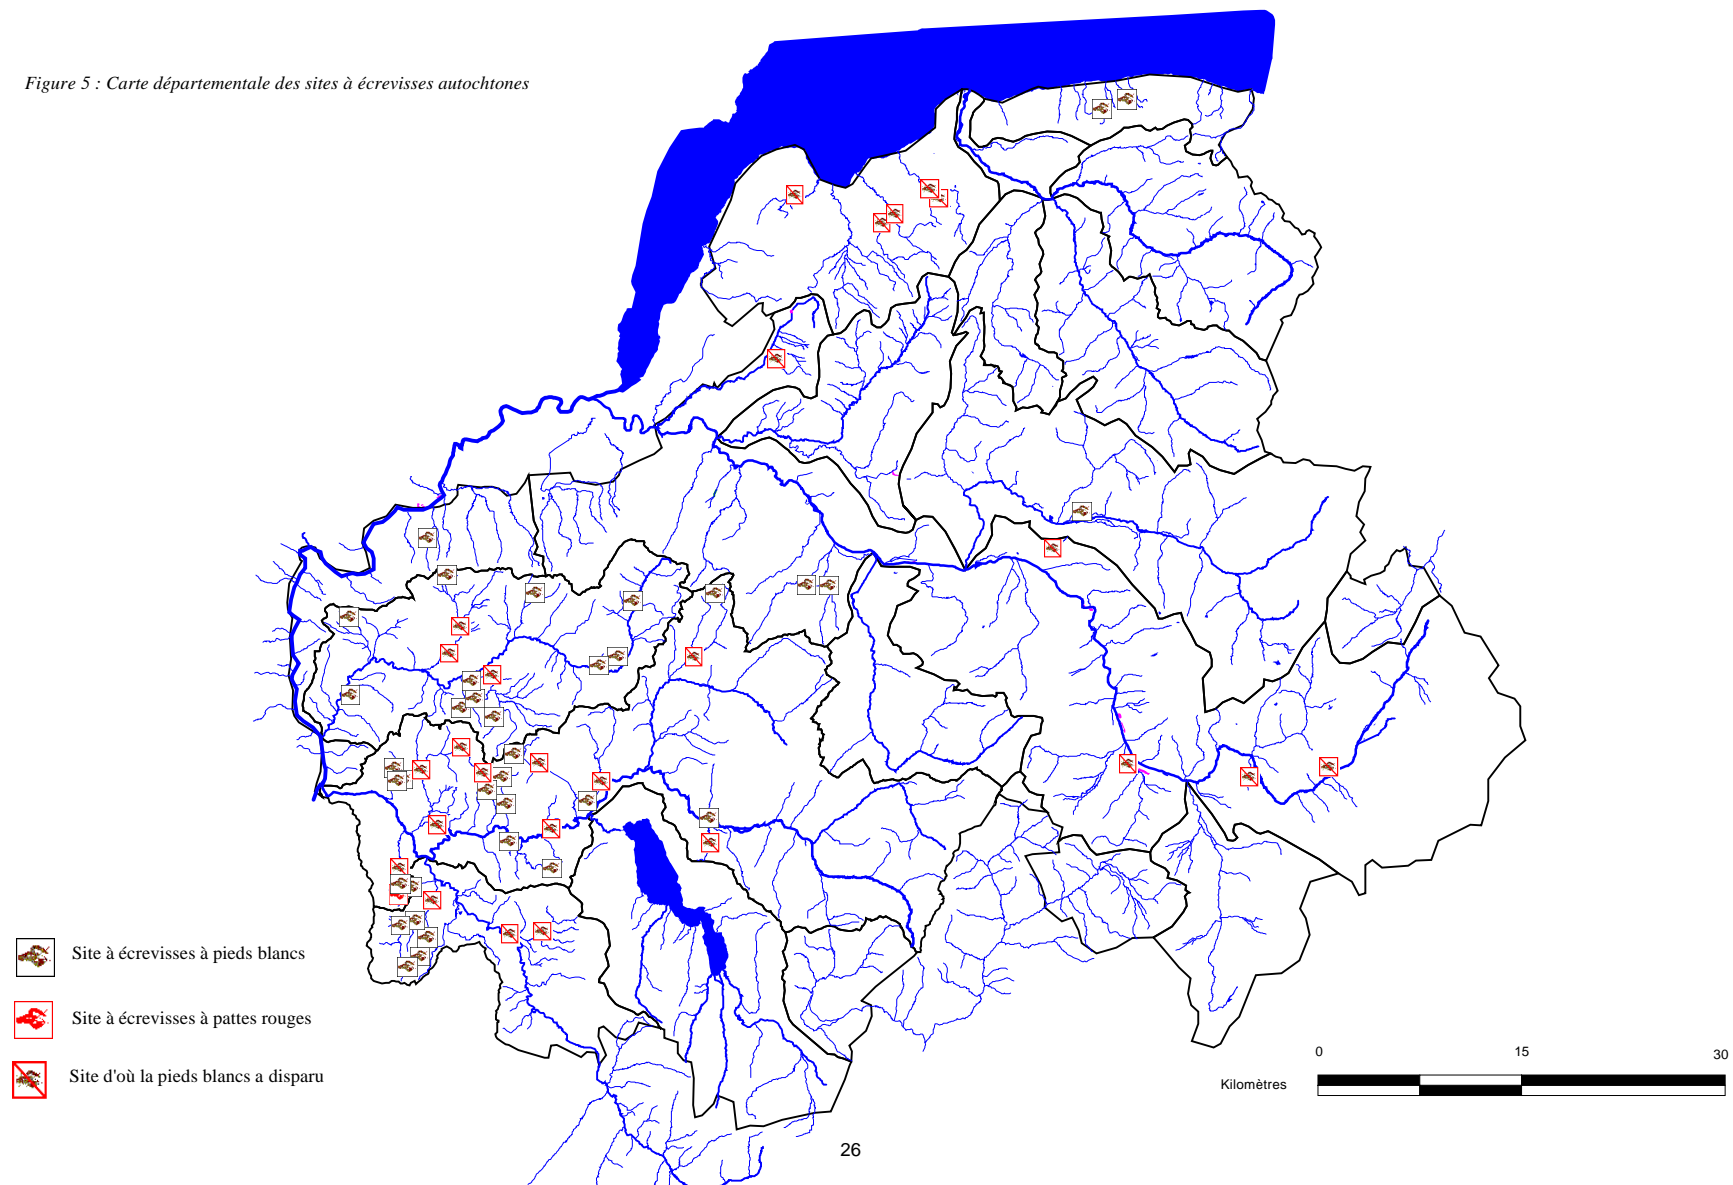 Figure 5 : Carte départementale des sites à écrevisses autochtones
Site à écrevisses à pieds blancs
Site à écrevisses à pattes rouges
Site d'où la pieds blancs a disparu
0 15 30
Kilomètres
26